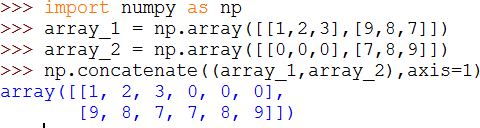 >>> import numpy as np
>>> array_1 = np.array([[1,2,3],[9,8,7]])
>>> array_2 = np.array([[0,0,0],[7,8,9]])
>>> np.concatenate((array_1,array_2),axis=1)
array([[1, 2, 3, 0, 0, 0],
       [9, 8, 7, 7, 8, 9]])